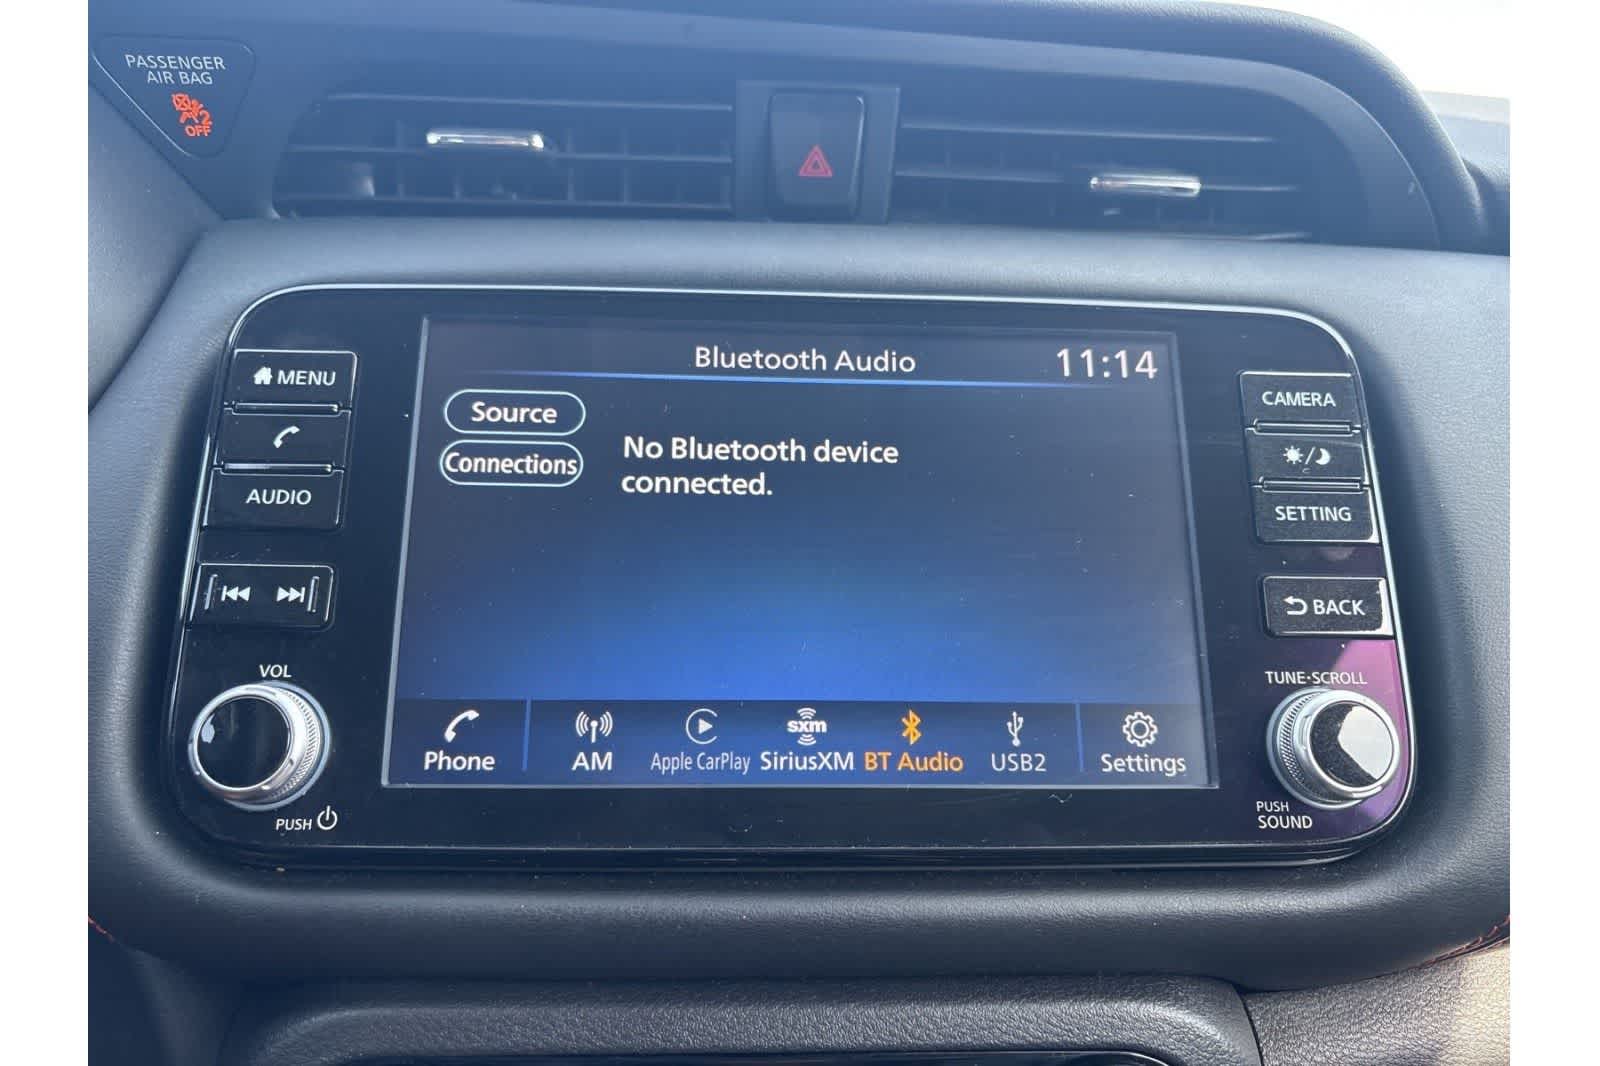 PASSENGER
AIR BAG
OFF
Bluetooth Audio
11:14
MENU
AUDIO
Source
Connections
No Bluetooth device
connected.
CAMERA
SETTING
BACK
VOL
PUSH
TUNE·SCROLL
PUSH
SOUND
Phone
AM
Apple CarPlay
sxm
SiriusXM
BT Audio
USB2
Settings